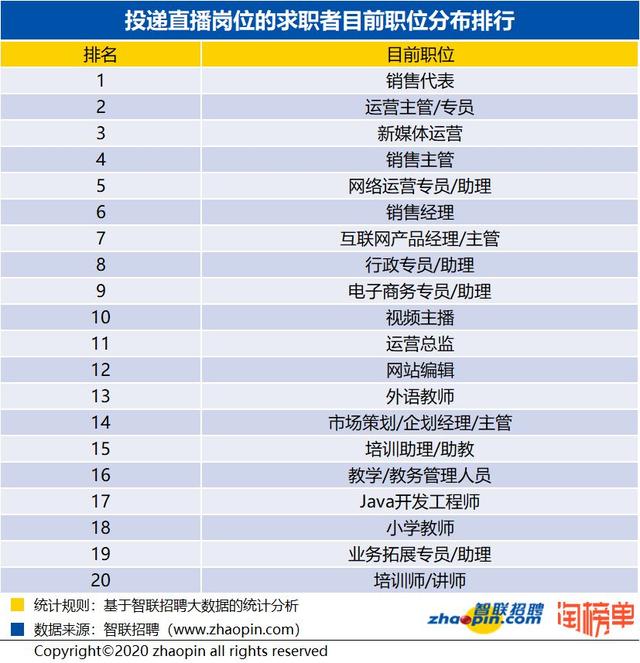 投递直播岗位的求职者目前职位分布排行
排名 目前职位
1 销售代表
2 运营主管/专员
3 新媒体运营
4 销售主管
5 网络运营专员/助理
6 销售经理
7 互联网产品经理/主管
8 行政专员/助理
9 电子商务专员/助理
10 视频主播
11 运营总监
12 网站编辑
13 外语教师
14 市场策划/企划经理/主管
15 培训助理/助教
16 教学/教务管理人员
17 Java开发工程师
18 小学教师
19 业务拓展专员/助理
20 培训师/讲师
统计规则：基于智联招聘大数据的统计分析
数据来源：智联招聘（www.zhaopin.com）
Copyright©2020 zhaopin all rights reserved
智联招聘
zhaopin.com
淘榜单